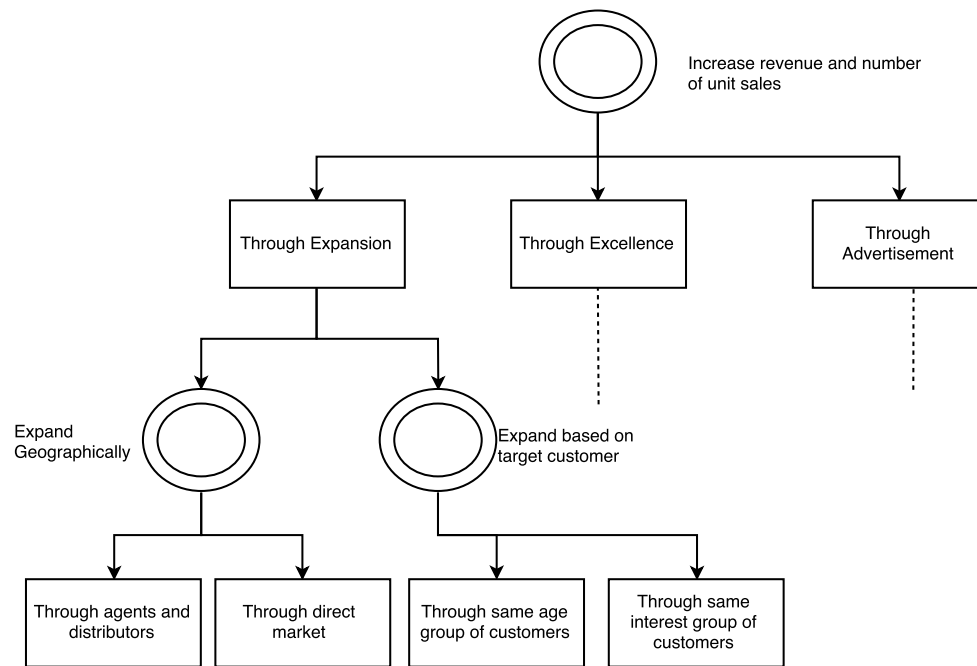 Increase revenue and number
of unit sales
Through Expansion
Through Excellence
Through
Advertisement
Expand
Geographically
Expand based on
target customer
Through agents and
distributors
Through direct
market
Through same age
group of customers
Through same
interest group of
customers